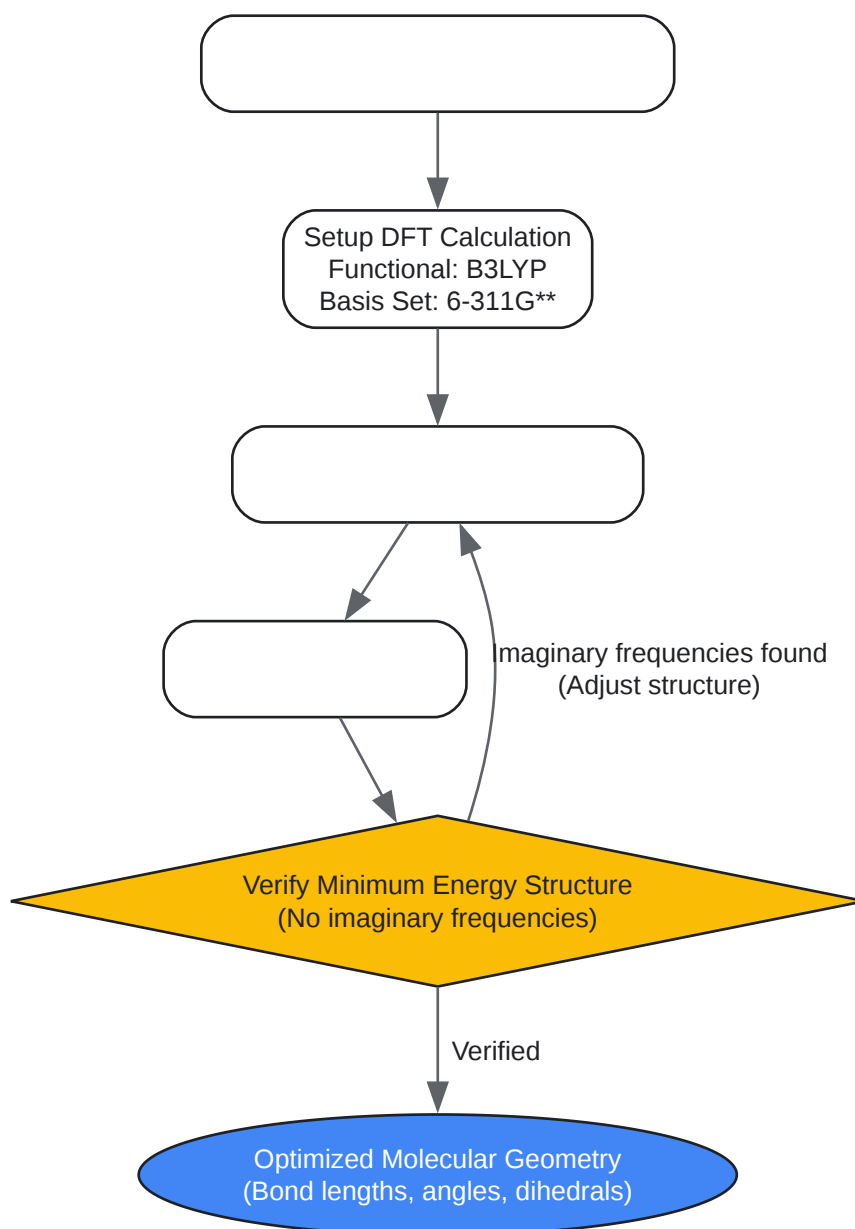 Setup DFT Calculation
Functional: B3LYP
Basis Set: 6-311G**
Imaginary frequencies found
(Adjust structure)
Verify Minimum Energy Structure
(No imaginary frequencies)
Verified
Optimized Molecular Geometry
(Bond lengths, angles, dihedrals)